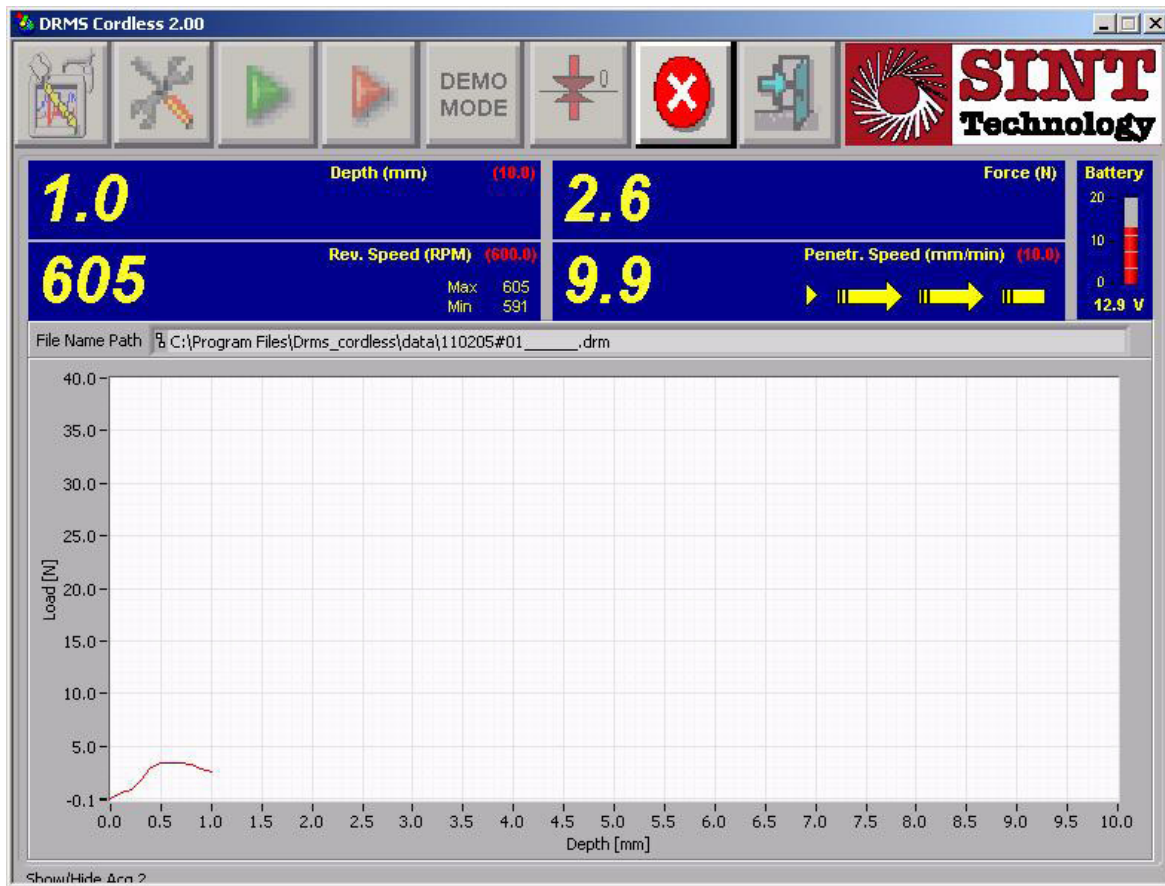 DRMS Cordless 2.00
DEMO
MODE
0
SINT
Technology
Depth (mm) (10.0)
1.0
Force (N)
2.6
Battery
20
10
0
12.9 V
Rev. Speed (RPM) (600.0)
605
Max 605
Min 591
Penetr. Speed (mm/min) (10.0)
9.9
File Name Path C:\Program Files\Drms_cordless\data\110205#01______.drm
40.0
35.0
30.0
25.0
20.0
15.0
10.0
5.0
-0.1
Load [N]
0.0 0.5 1.0 1.5 2.0 2.5 3.0 3.5 4.0 4.5 5.0 5.5 6.0 6.5 7.0 7.5 8.0 8.5 9.0 9.5 10.0
Depth [mm]
Show/Hide Acq 2